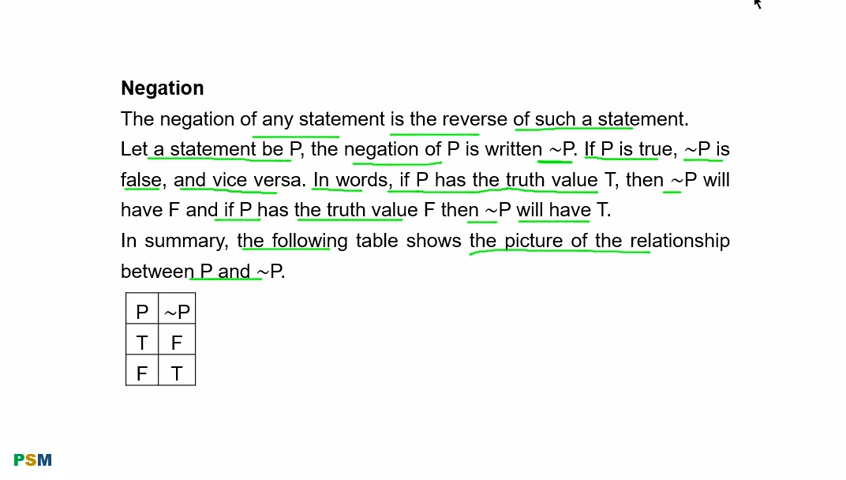 Negation
The negation of any statement is the reverse of such a statement.
Let a statement be P, the negation of P is written ~P. If P is true, ~P is
false, and vice versa. In words, if P has the truth value T, then ~P will
have F and if P has the truth value F then ~P will have T.
In summary, the following table shows the picture of the relationship
between P and ~P.
P ~P
T F
F T
PSM